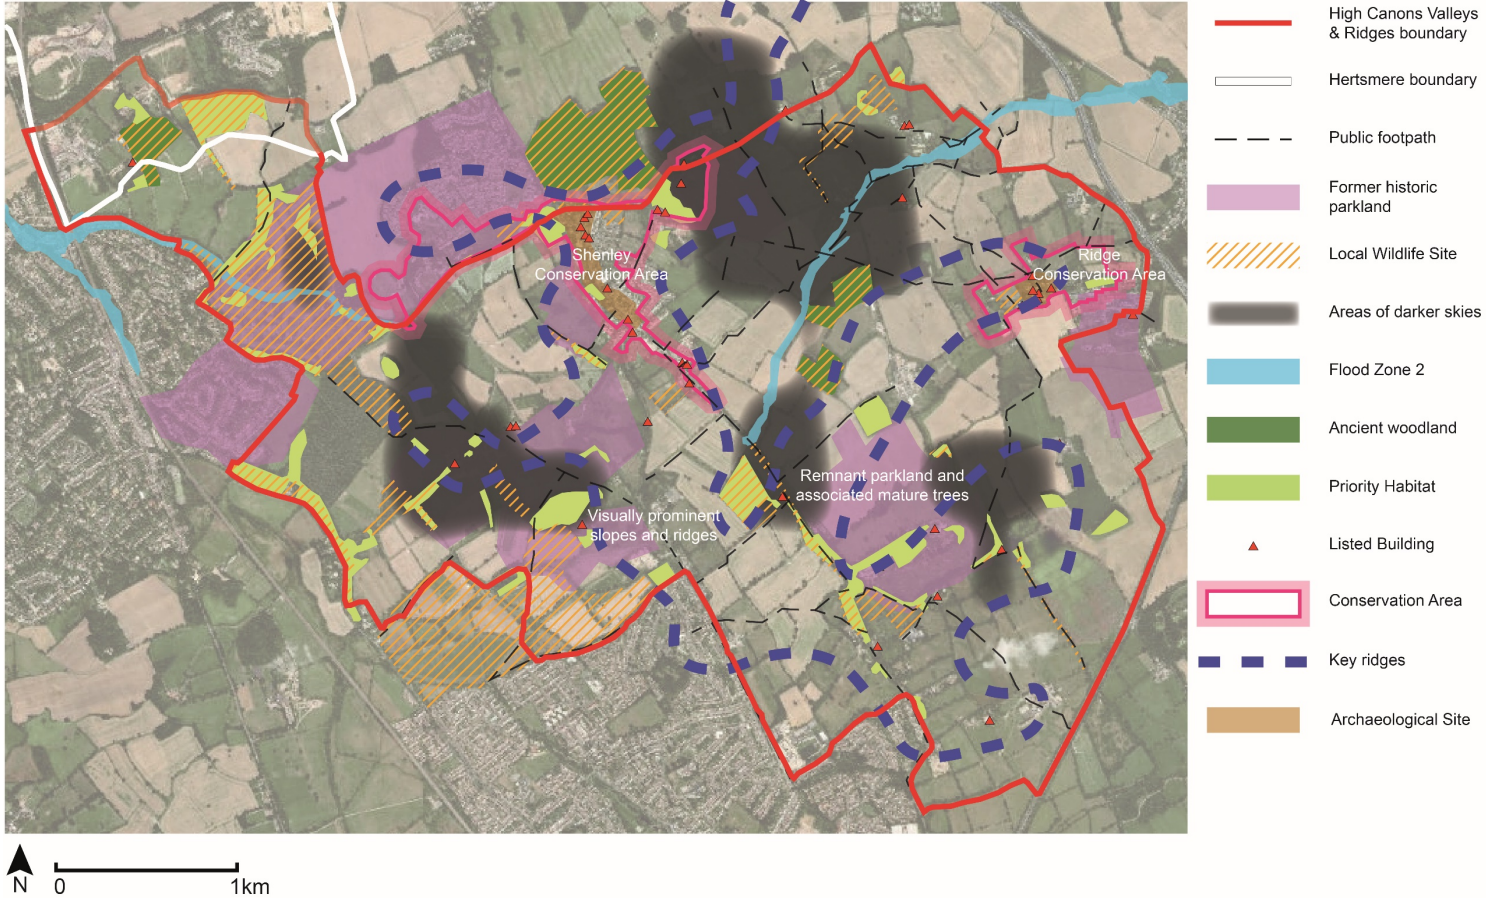 Shenley
Conservation Area
Ridge
Conservation Area
Remnant parkland and
associated mature trees
Visually prominent
slopes and ridges
High Canons Valleys
& Ridges boundary
Hertsmere boundary
Public footpath
Former historic
parkland
Local Wildlife Site
Areas of darker skies
Flood Zone 2
Ancient woodland
Priority Habitat
Listed Building
Conservation Area
Key ridges
Archaeological Site
N
0
1km